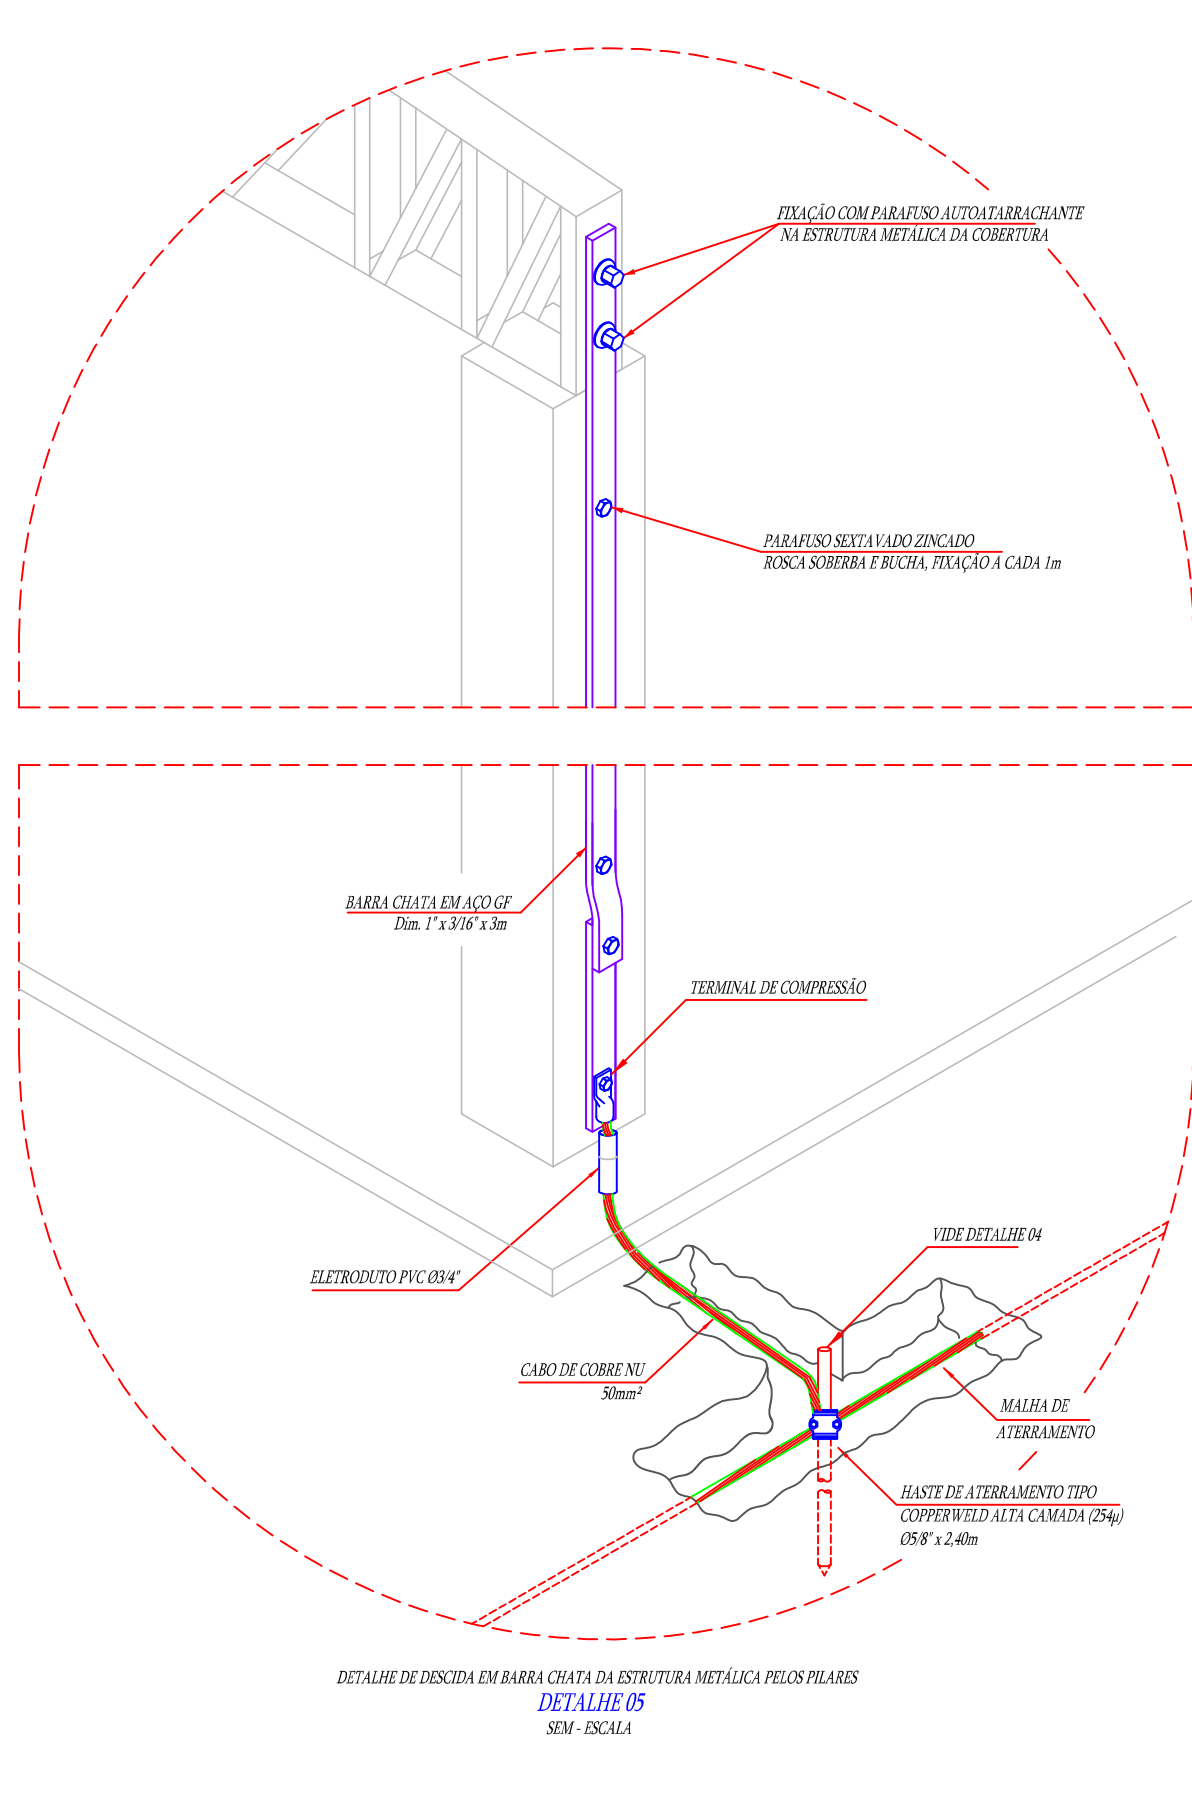 FIXAÇÃO COM PARAFUSO AUTOATARRACHANTE
NA ESTRUTURA METÁLICA DA COBERTURA
PARAFUSO SEXTAVADO ZINCADO
ROSCA SOBERBA E BUCHA, FIXAÇÃO A CADA 1m
BARRA CHATA EM AÇO GF
Dim. 1" x 3/16" x 3m
TERMINAL DE COMPRESSÃO
VIDE DETALHE 04
ELETRODUTO PVC Ø3/4"
CABO DE COBRE NU
50mm²
MALHA DE
ATERRAMENTO
HASTE DE ATERRAMENTO TIPO
COPPERWELD ALTA CAMADA (254µ)
Ø5/8" x 2,40m
DETALHE DE DESCIDA EM BARRA CHATA DA ESTRUTURA METÁLICA PELOS PILARES
DETALHE 05
SEM - ESCALA